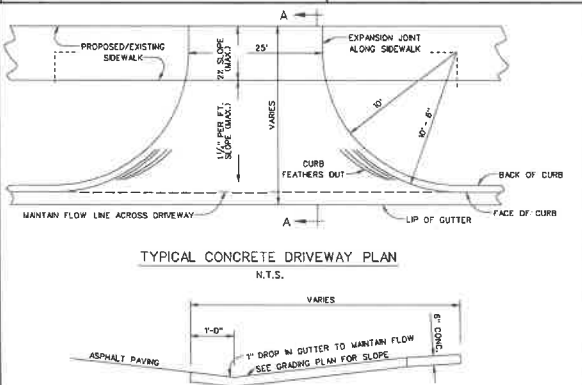 A
PROPOSED/EXISTING
SIDEWALK
2% SLOPE
(MAX.)
25'
EXPANSION JOINT
ALONG SIDEWALK
1¼" PER FT.
SLOPE (MAX.)
VARIES
10'
10'-6"
CURB
FEATHERS OUT
BACK OF CURB
MAINTAIN FLOW LINE ACROSS DRIVEWAY
A
LIP OF GUTTER
FACE OF CURB
TYPICAL CONCRETE DRIVEWAY PLAN
N.T.S.
VARIES
1'-0"
1" DROP IN GUTTER TO MAINTAIN FLOW
SEE GRADING PLAN FOR SLOPE
6" CONC.
ASPHALT PAVING